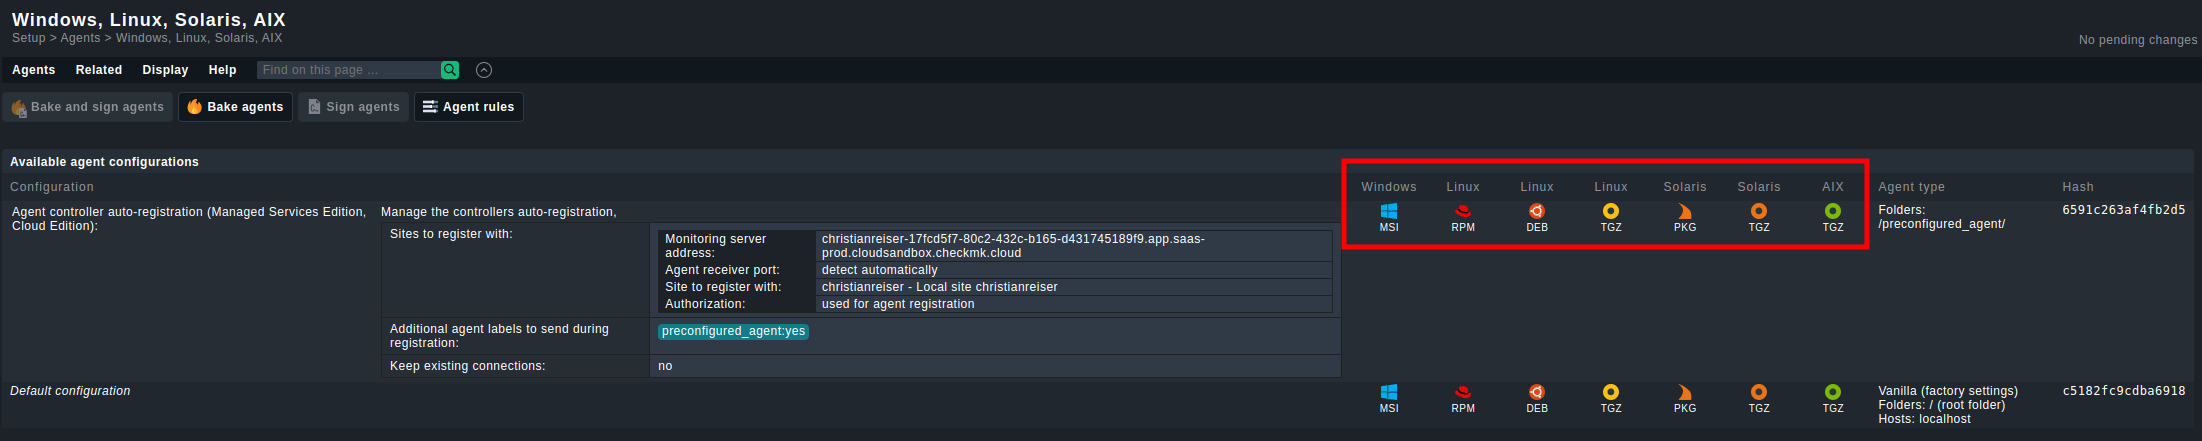 Windows, Linux, Solaris, AIX
Setup > Agents > Windows, Linux, Solaris, AIX
No pending changes
Agents Related Display Help Find on this page ...
Bake and sign agents Bake agents Sign agents Agent rules
Available agent configurations
Configuration Windows Linux Linux Linux Solaris Solaris AIX Agent type Hash
Agent controller auto-registration (Managed Services Edition,
Cloud Edition):
Manage the controllers auto-registration,
Sites to register with:
Monitoring server
address:
christianreiser-17fcd5f7-80c2-432c-b165-d431745189f9.app.saas-
prod.cloudsandbox.checkmk.cloud
Agent receiver port: detect automatically
Site to register with: christianreiser - Local site christianreiser
Authorization: used for agent registration
Additional agent labels to send during
registration:
preconfigured_agent:yes
Keep existing connections: no
MSI RPM DEB TGZ PKG TGZ TGZ
Folders:
/preconfigured_agent/
6591c263af4fb2d5
Default configuration
MSI RPM DEB TGZ PKG TGZ TGZ
Vanilla (factory settings)
Folders: / (root folder)
Hosts: localhost
c5182fc9cdba6918